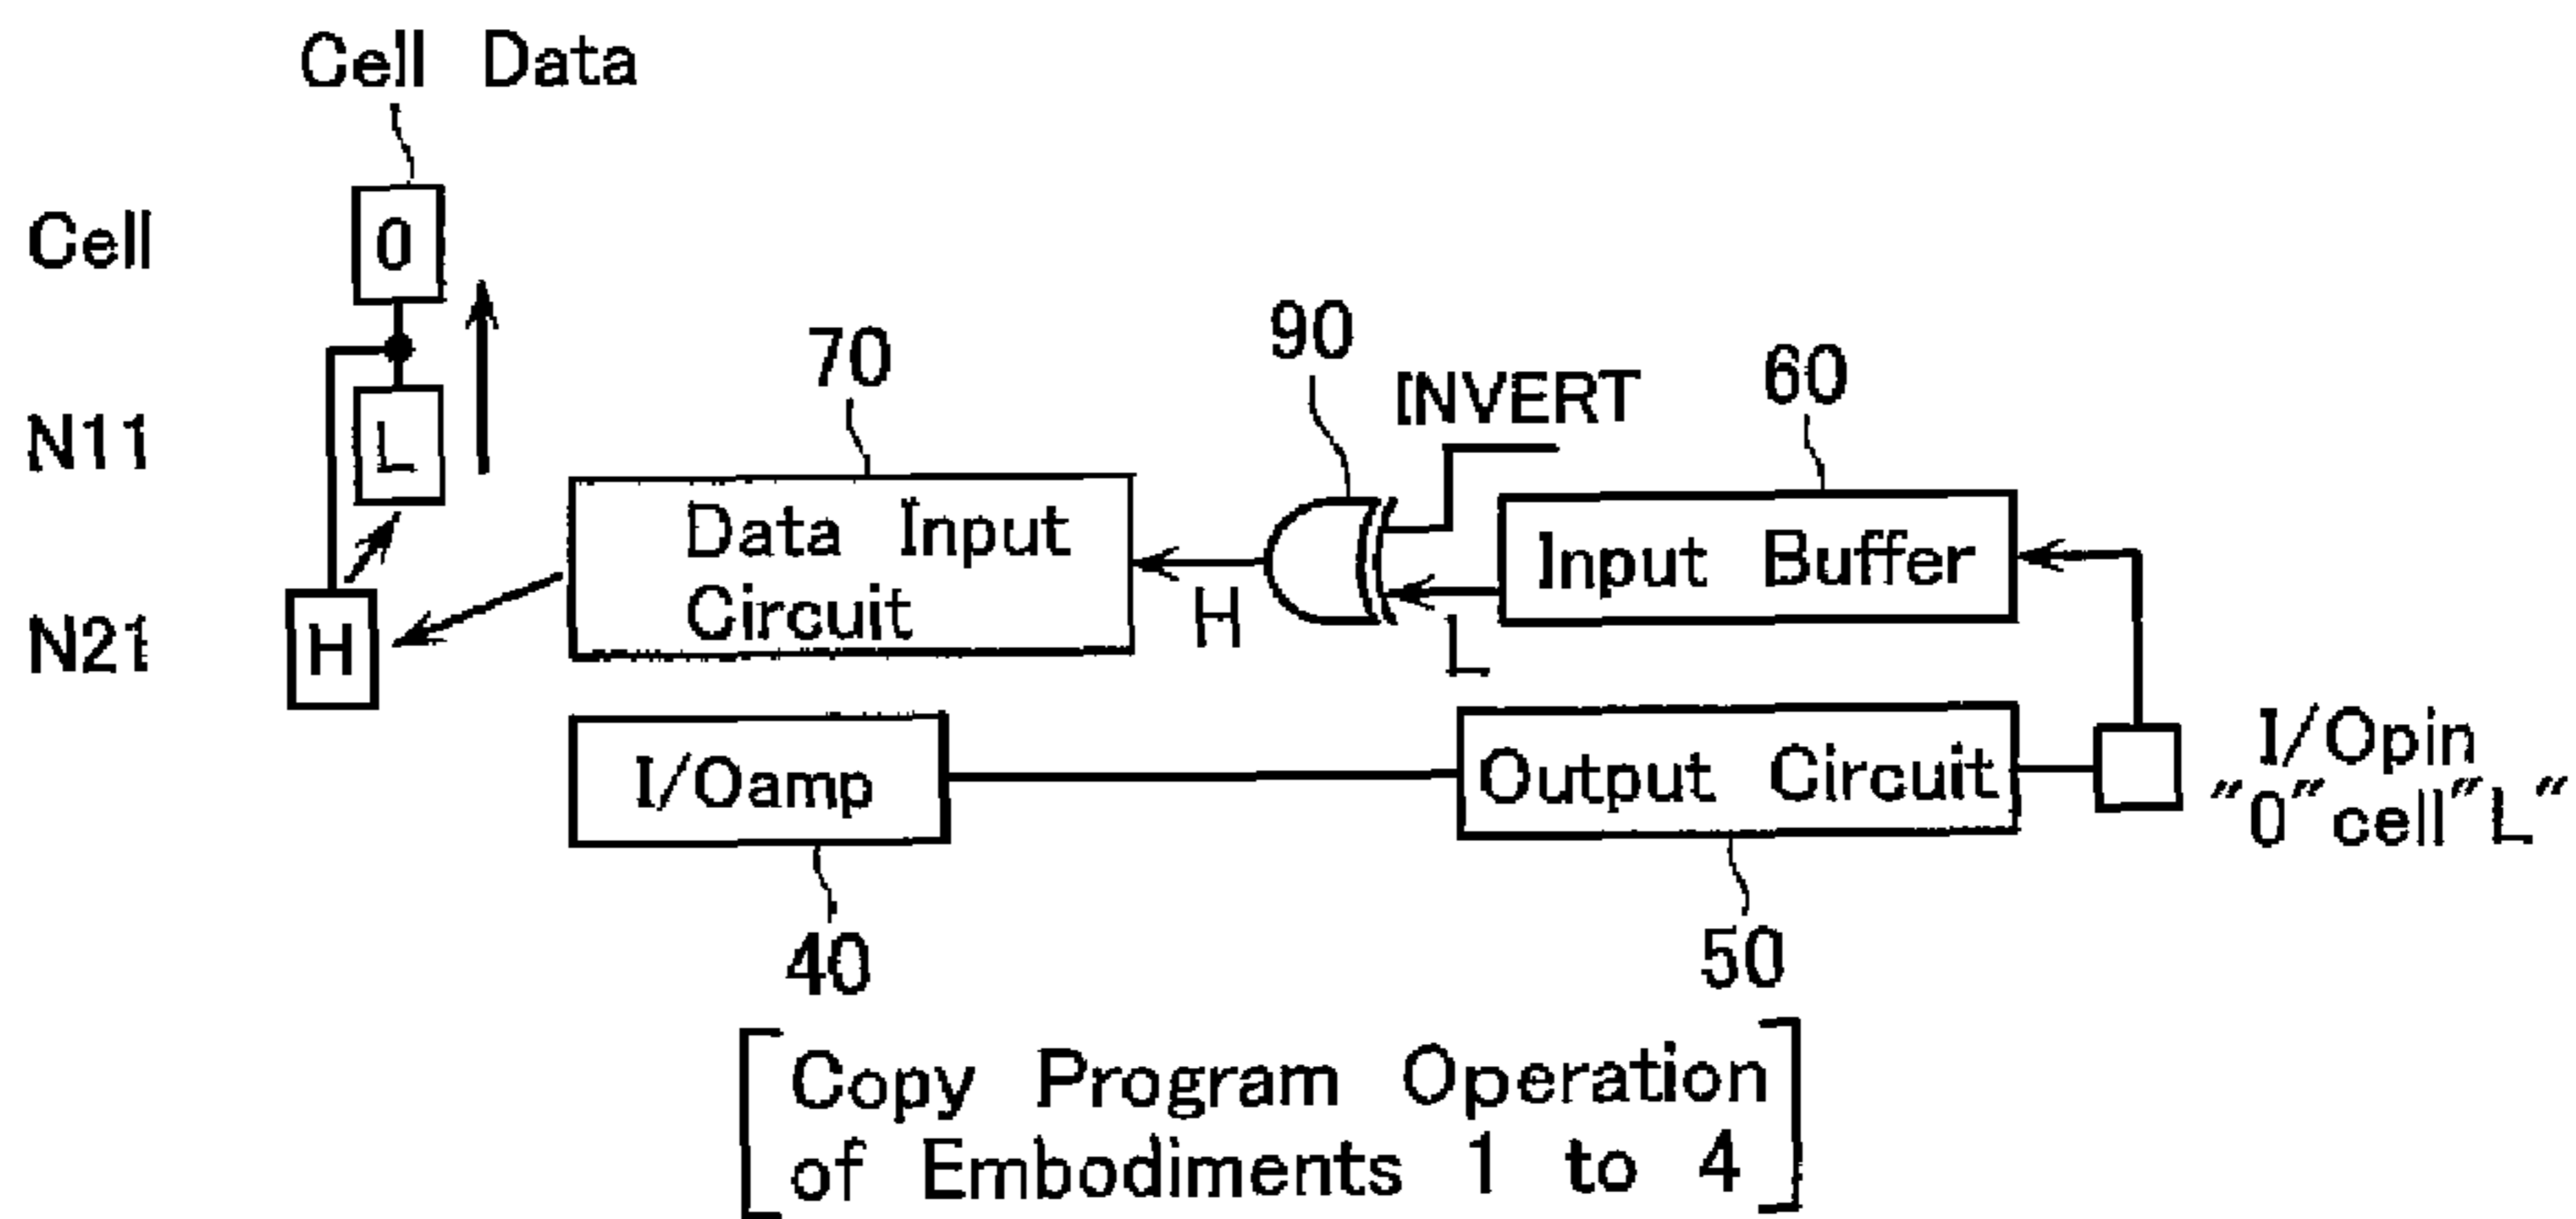 Cell Data
Cell
0
N11
L
N21
H
70
Data Input
Circuit
H
90
INVERT
L
60
Input Buffer
I/Oamp
40
Output Circuit
50
I/Opin
"0"cell"L"
Copy Program Operation
of Embodiments 1 to 4